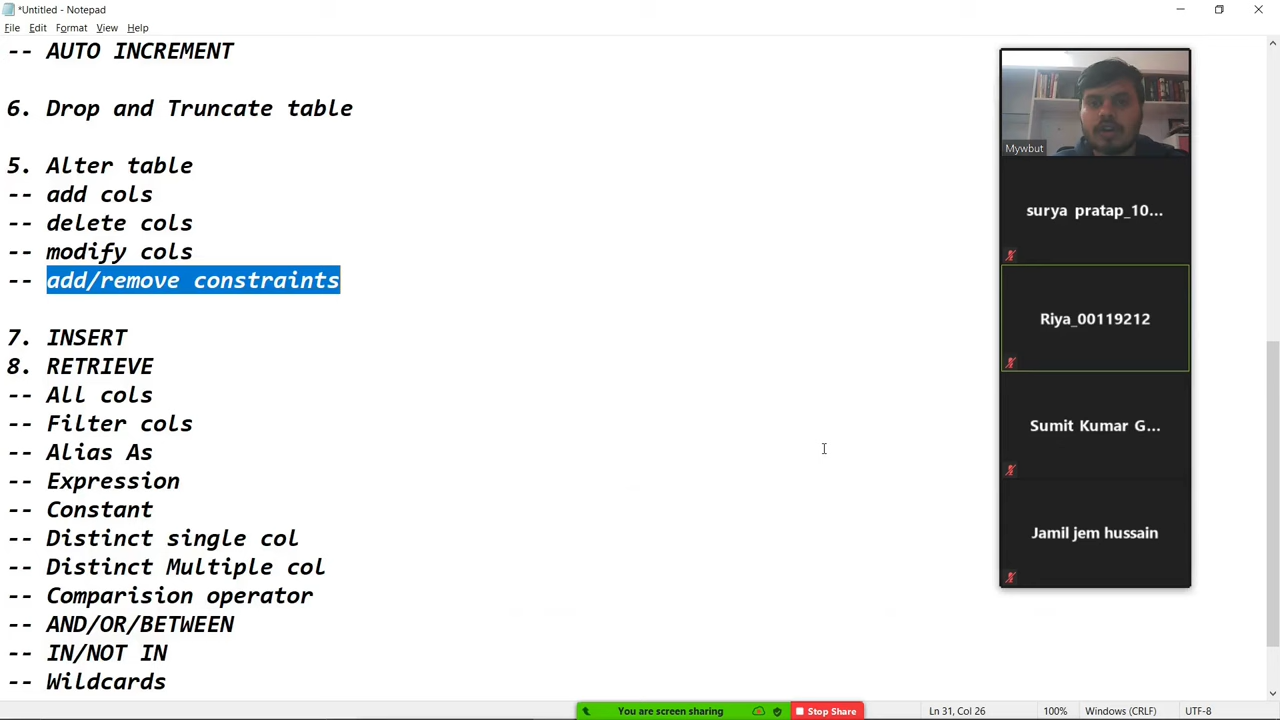 *Untitled - Notepad
File Edit Format View Help
-- AUTO INCREMENT
6. Drop and Truncate table
5. Alter table
-- add cols
-- delete cols
-- modify cols
-- add/remove constraints
7. INSERT
8. RETRIEVE
-- All cols
-- Filter cols
-- Alias As
-- Expression
-- Constant
-- Distinct single col
-- Distinct Multiple col
-- Comparision operator
-- AND/OR/BETWEEN
-- IN/NOT IN
-- Wildcards
Mywbut
surya pratap_10...
Riya_00119212
Sumit Kumar G...
Jamil jem hussain
You are screen sharing
Stop Share
Ln 31, Col 26
100%
Windows (CRLF)
UTF-8